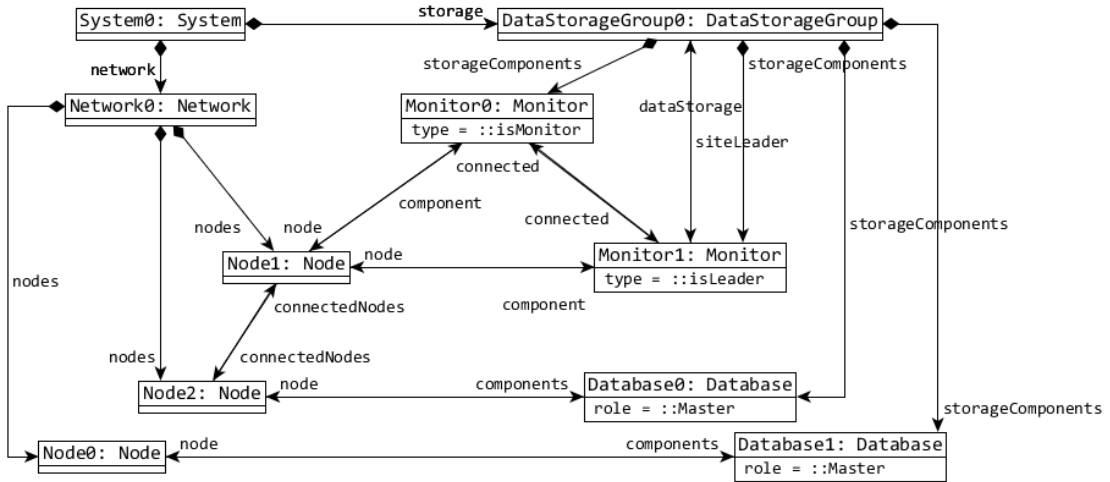 System0: System
storage
DataStorageGroup0: DataStorageGroup
network
storageComponents
storageComponents
Network0: Network
Monitor0: Monitor
type = ::isMonitor
dataStorage
siteLeader
connected
component
connected
storageComponents
nodes
node
Node1: Node
node
Monitor1: Monitor
type = ::isLeader
nodes
component
connectedNodes
nodes
connectedNodes
Node2: Node
node
components
Database0: Database
role = ::Master
storageComponents
Node0: Node
node
components
Database1: Database
role = ::Master